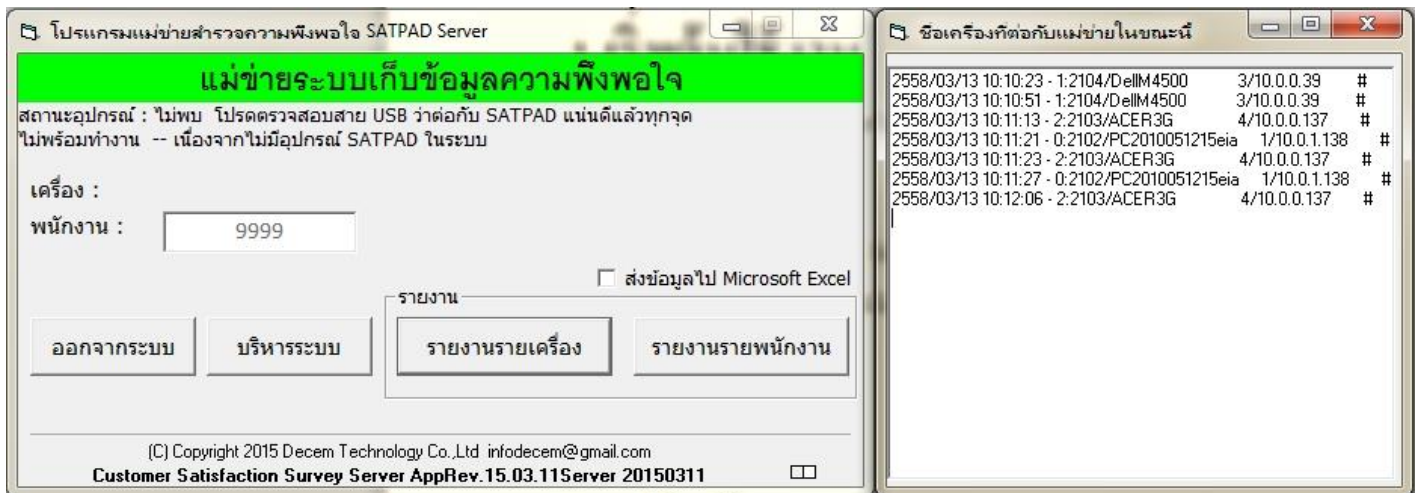 โปรแกรมแม่ข่ายสำรวจความพึงพอใจ SATPAD Server
แม่ข่ายระบบเก็บข้อมูลความพึงพอใจ
สถานะอุปกรณ์ : ไม่พบ โปรดตรวจสอบสาย USB ว่าต่อกับ SATPAD แน่นดีแล้วทุกจุด
ไม่พร้อมทำงาน -- เนื่องจากไม่มีอุปกรณ์ SATPAD ในระบบ
เครื่อง :
พนักงาน : 9999
ส่งข้อมูลไป Microsoft Excel
รายงาน
ออกจากระบบ บริหารระบบ รายงานรายเครื่อง รายงานรายพนักงาน
(C) Copyright 2015 Decem Technology Co.,Ltd infodecem@gmail.com
Customer Satisfaction Survey Server AppRev.15.03.11Server 20150311
ชื่อเครื่องที่ต่อกับแม่ข่ายในขณะนี้
2558/03/13 10:10:23 - 1:2104/DellM4500 3/10.0.0.39 #
2558/03/13 10:10:51 - 1:2104/DellM4500 3/10.0.0.39 #
2558/03/13 10:11:13 - 2:2103/ACER3G 4/10.0.0.137 #
2558/03/13 10:11:21 - 0:2102/PC2010051215eia 1/10.0.1.138 #
2558/03/13 10:11:23 - 2:2103/ACER3G 4/10.0.0.137 #
2558/03/13 10:11:27 - 0:2102/PC2010051215eia 1/10.0.1.138 #
2558/03/13 10:12:06 - 2:2103/ACER3G 4/10.0.0.137 #